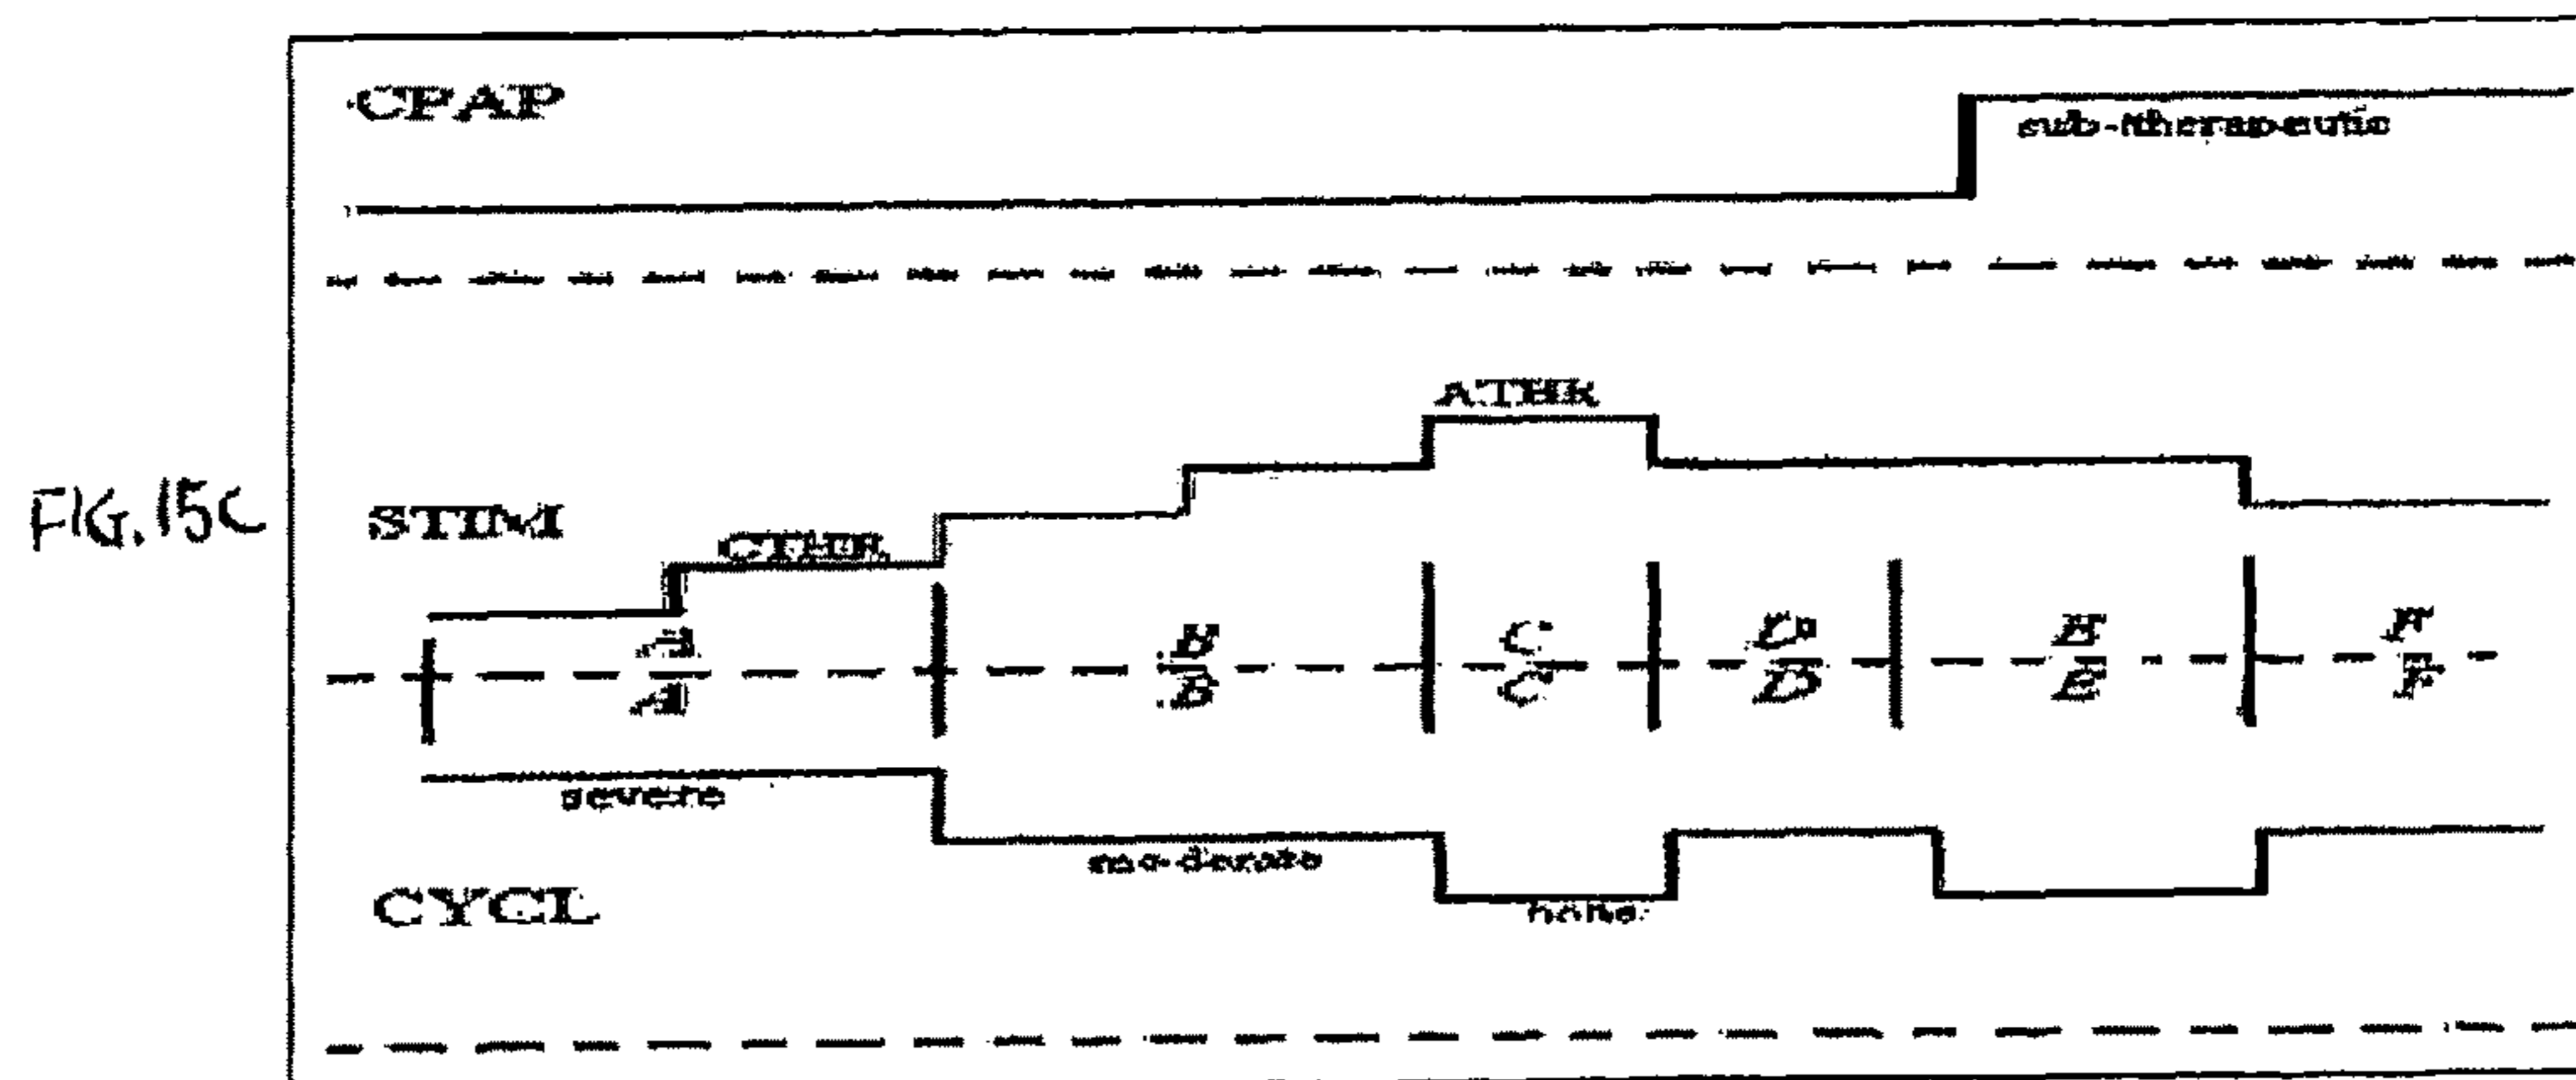 CPAP
sub-therapeutic
ATHR
FIG. 15C
STIM
CTHR
A B C D E F
A B C D E F
severe
moderate
CYCL
none